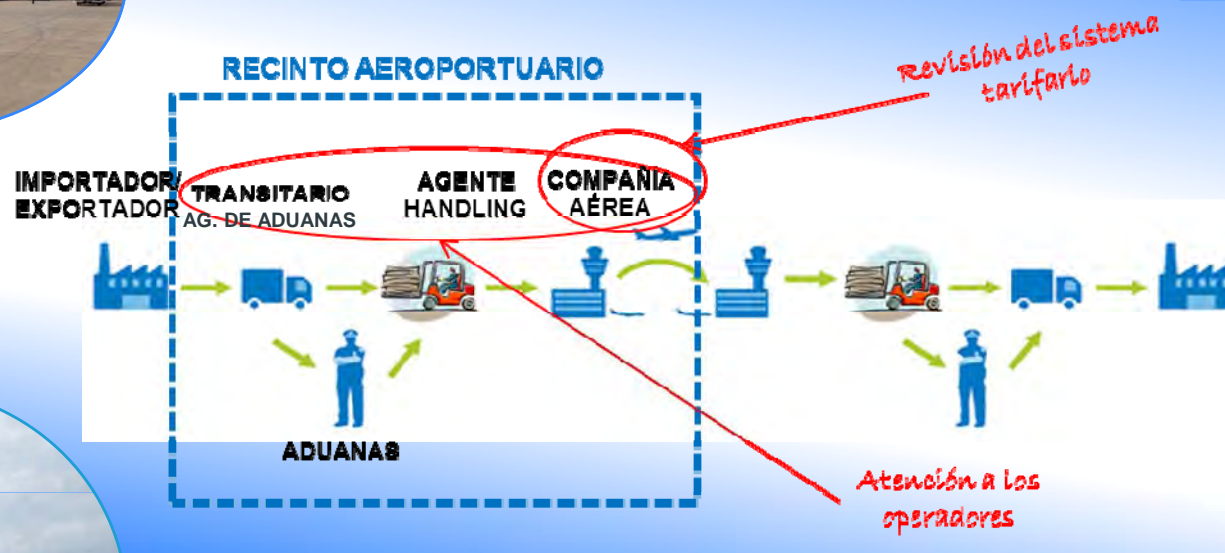 Revisión del sistema
tarifario
RECINTO AEROPORTUARIO
IMPORTADOR/
EXPORTADOR
TRANSITARIO
AG. DE ADUANAS
AGENTE
HANDLING
COMPAÑIA
AÉREA
ADUANAS
Atención a los
operadores